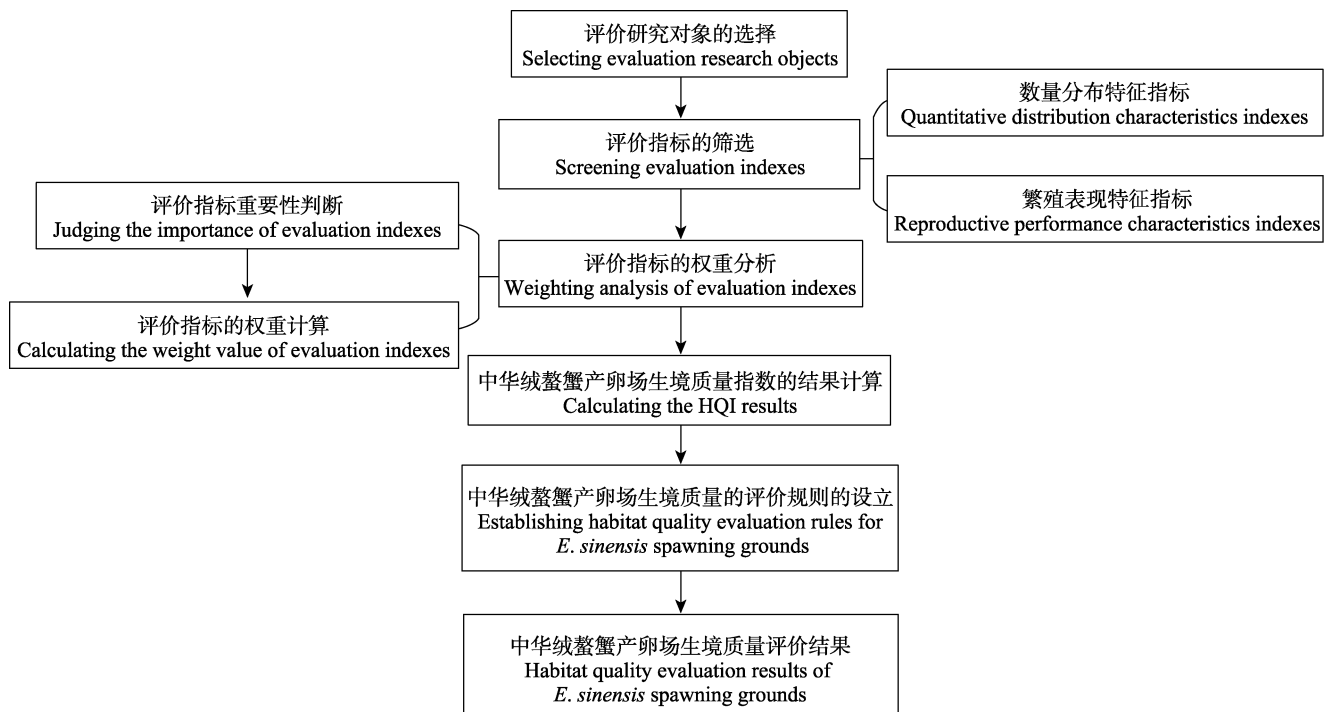 评价研究对象的选择
Selecting evaluation research objects
数量分布特征指标
Quantitative distribution characteristics indexes
评价指标的筛选
Screening evaluation indexes
繁殖表现特征指标
Reproductive performance characteristics indexes
评价指标重要性判断
Judging the importance of evaluation indexes
评价指标的权重分析
Weighting analysis of evaluation indexes
评价指标的权重计算
Calculating the weight value of evaluation indexes
中华绒螯蟹产卵场生境质量指数的结果计算
Calculating the HQI results
中华绒螯蟹产卵场生境质量的评价规则的设立
Establishing habitat quality evaluation rules for
E. sinensis spawning grounds
中华绒螯蟹产卵场生境质量评价结果
Habitat quality evaluation results of
E. sinensis spawning grounds